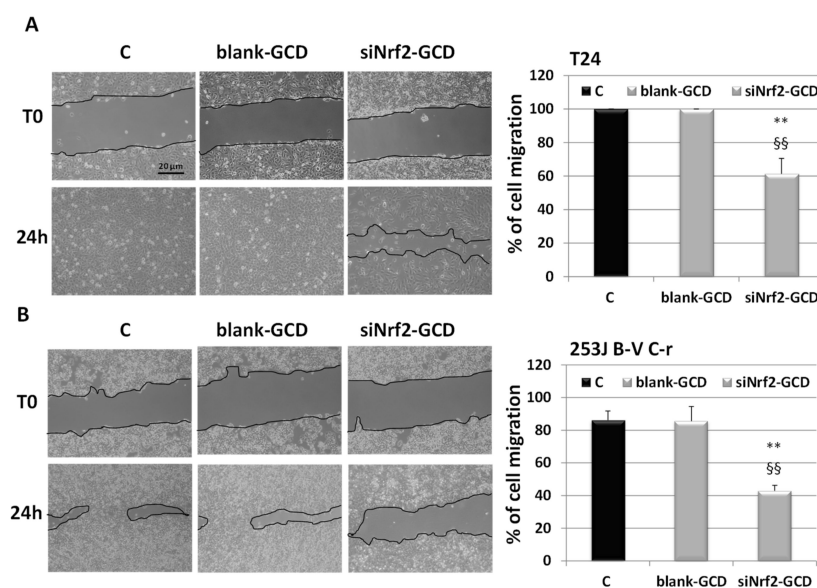 A
C blank-GCD siNrf2-GCD
T0
20 µm
24h
T24
C blank-GCD siNrf2-GCD
120
100
80
60
40
20
0
% of cell migration
**
§§
C blank-GCD siNrf2-GCD
B
C blank-GCD siNrf2-GCD
T0
24h
253J B-V C-r
C blank-GCD siNrf2-GCD
120
100
80
60
40
20
0
% of cell migration
**
§§
C blank-GCD siNrf2-GCD